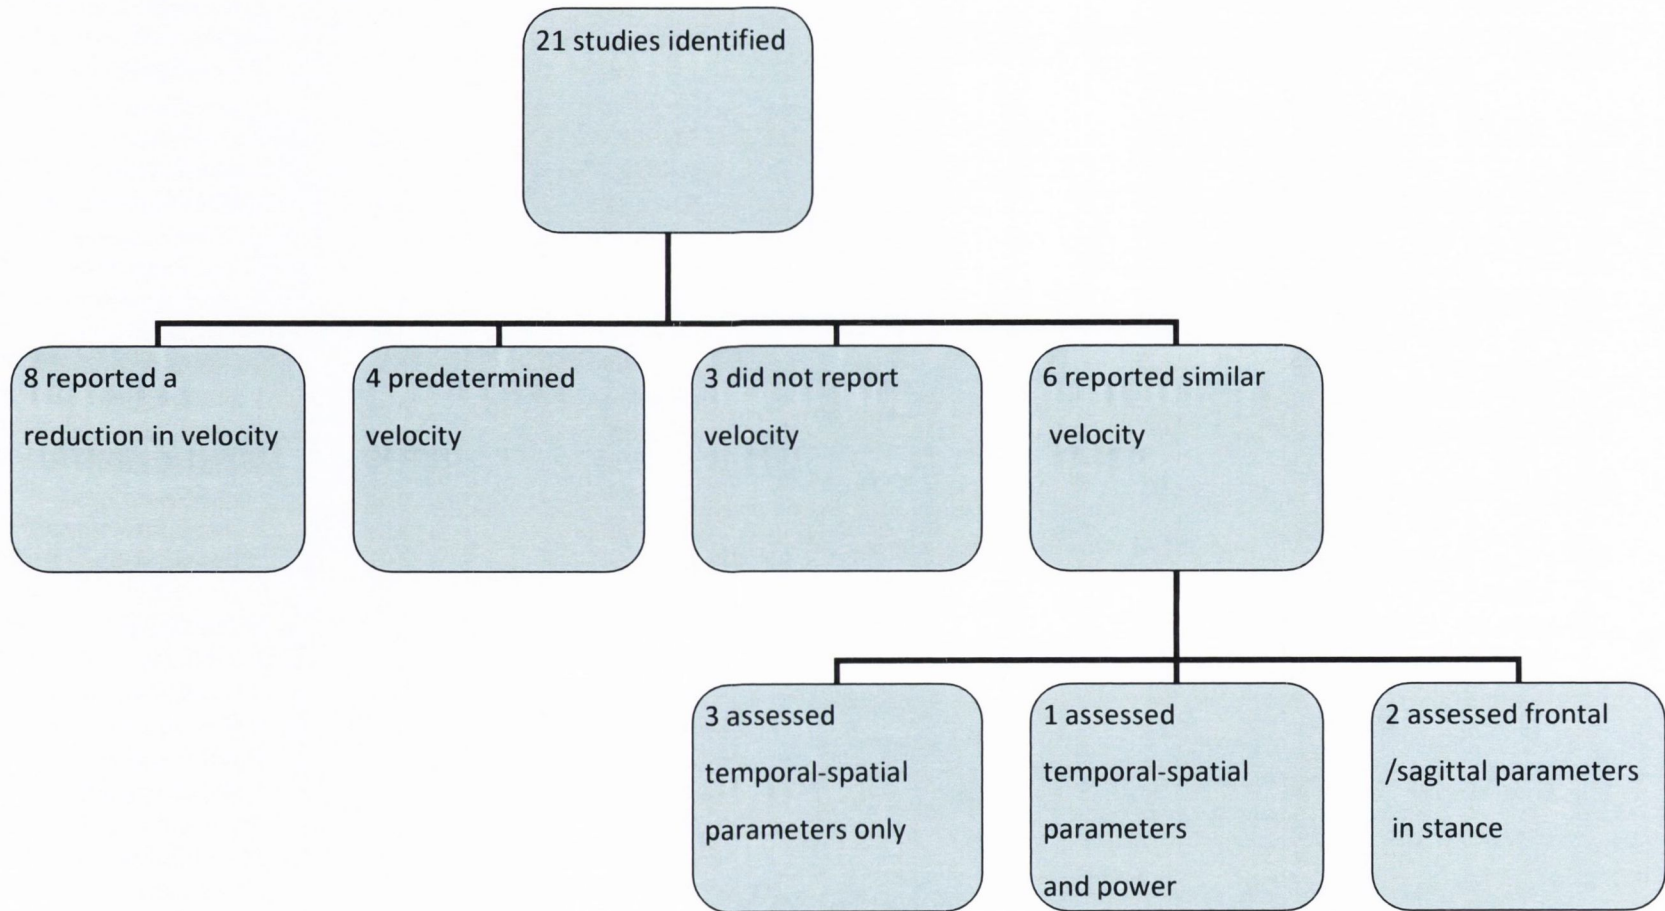 21 studies identified
8 reported a
reduction in velocity
4 predetermined
velocity
3 did not report
velocity
6 reported similar
velocity
3 assessed
temporal-spatial
parameters only
1 assessed
temporal-spatial
parameters
and power
2 assessed frontal
/sagittal parameters
in stance